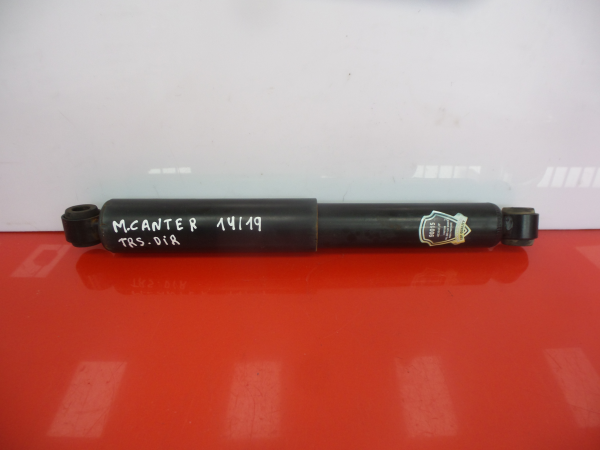 M.CANTER 14/19
TRS. DiR